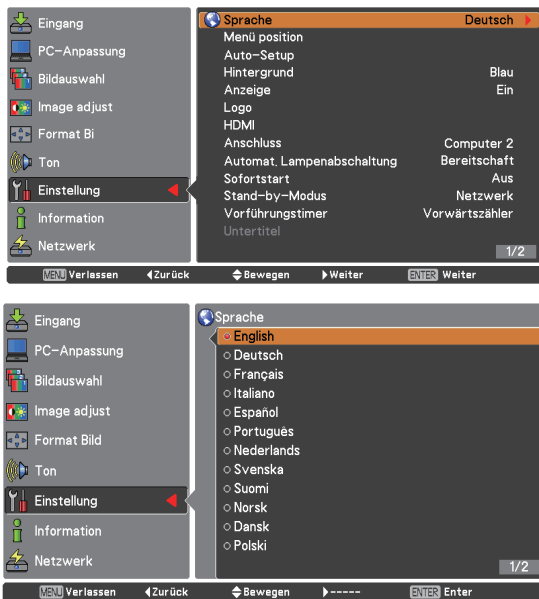 Eingang
PC-Anpassung
Bildauswahl
Image adjust
Format Bi
Ton
Einstellung
Information
Netzwerk
Sprache Deutsch
Menü position
Auto-Setup
Hintergrund Blau
Anzeige Ein
Logo
HDMI
Anschluss Computer 2
Automat. Lampenabschaltung Bereitschaft
Sofortstart Aus
Stand-by-Modus Netzwerk
Vorführungstimer Vorwärtszähler
Untertitel
1/2
MENU Verlassen Zurück Bewegen Weiter ENTER Weiter
Eingang
PC-Anpassung
Bildauswahl
Image adjust
Format Bild
Ton
Einstellung
Information
Netzwerk
Sprache
English
Deutsch
Français
Italiano
Español
Português
Nederlands
Svenska
Suomi
Norsk
Dansk
Polski
1/2
MENU Verlassen Zurück Bewegen ----- ENTER Enter